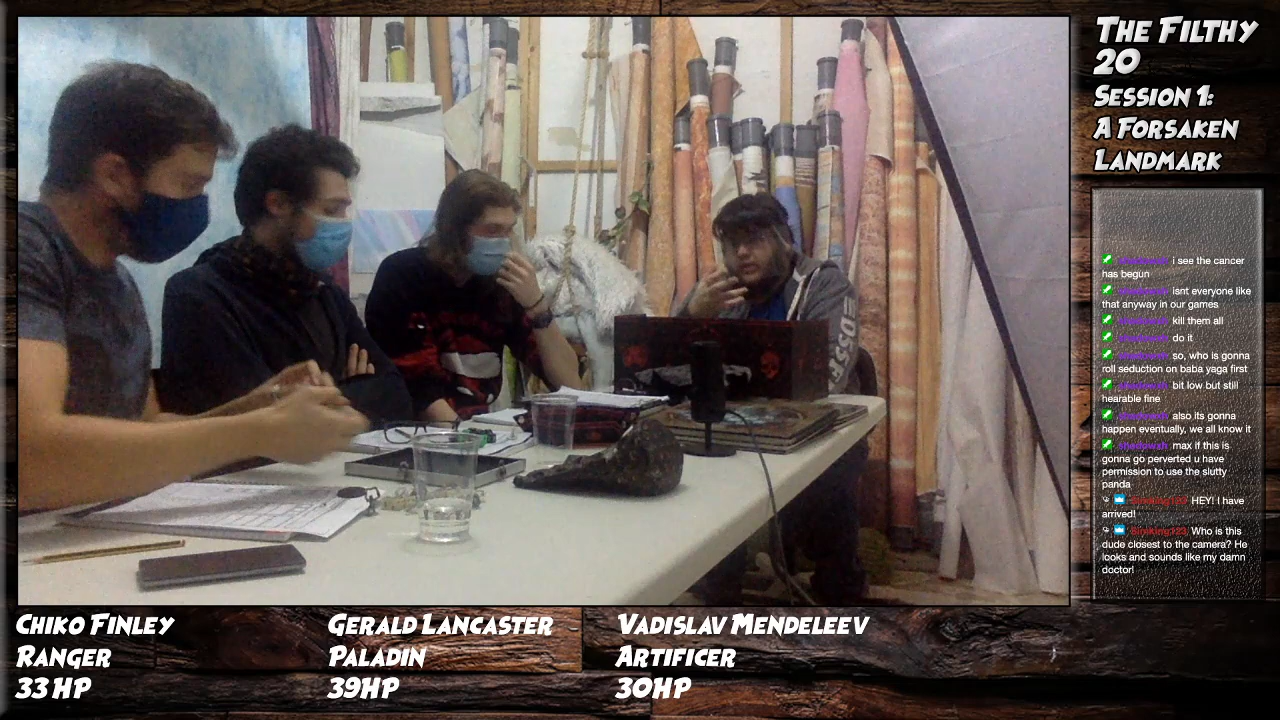 THE FILTHY
20
SESSION 1:
A FORSAKEN
LANDMARK
i see the cancer
has begun
isnt everyone like
that anyway in our games
kill them all
do it
so, who is gonna
roll seduction on baba yaga first
bit low but still
hearable fine
also its gonna
happen eventually, we all know it
max if this is
gonna go perverted u have
permission to use the slutty
panda
HEY! I have
arrived!
Who is this
dude closest to the camera? He
looks and sounds like my damn
doctor!
CHIKO FINLEY
RANGER
33 HP
GERALD LANCASTER
PALADIN
39HP
VADISLAV MENDELEEV
ARTIFICER
30HP